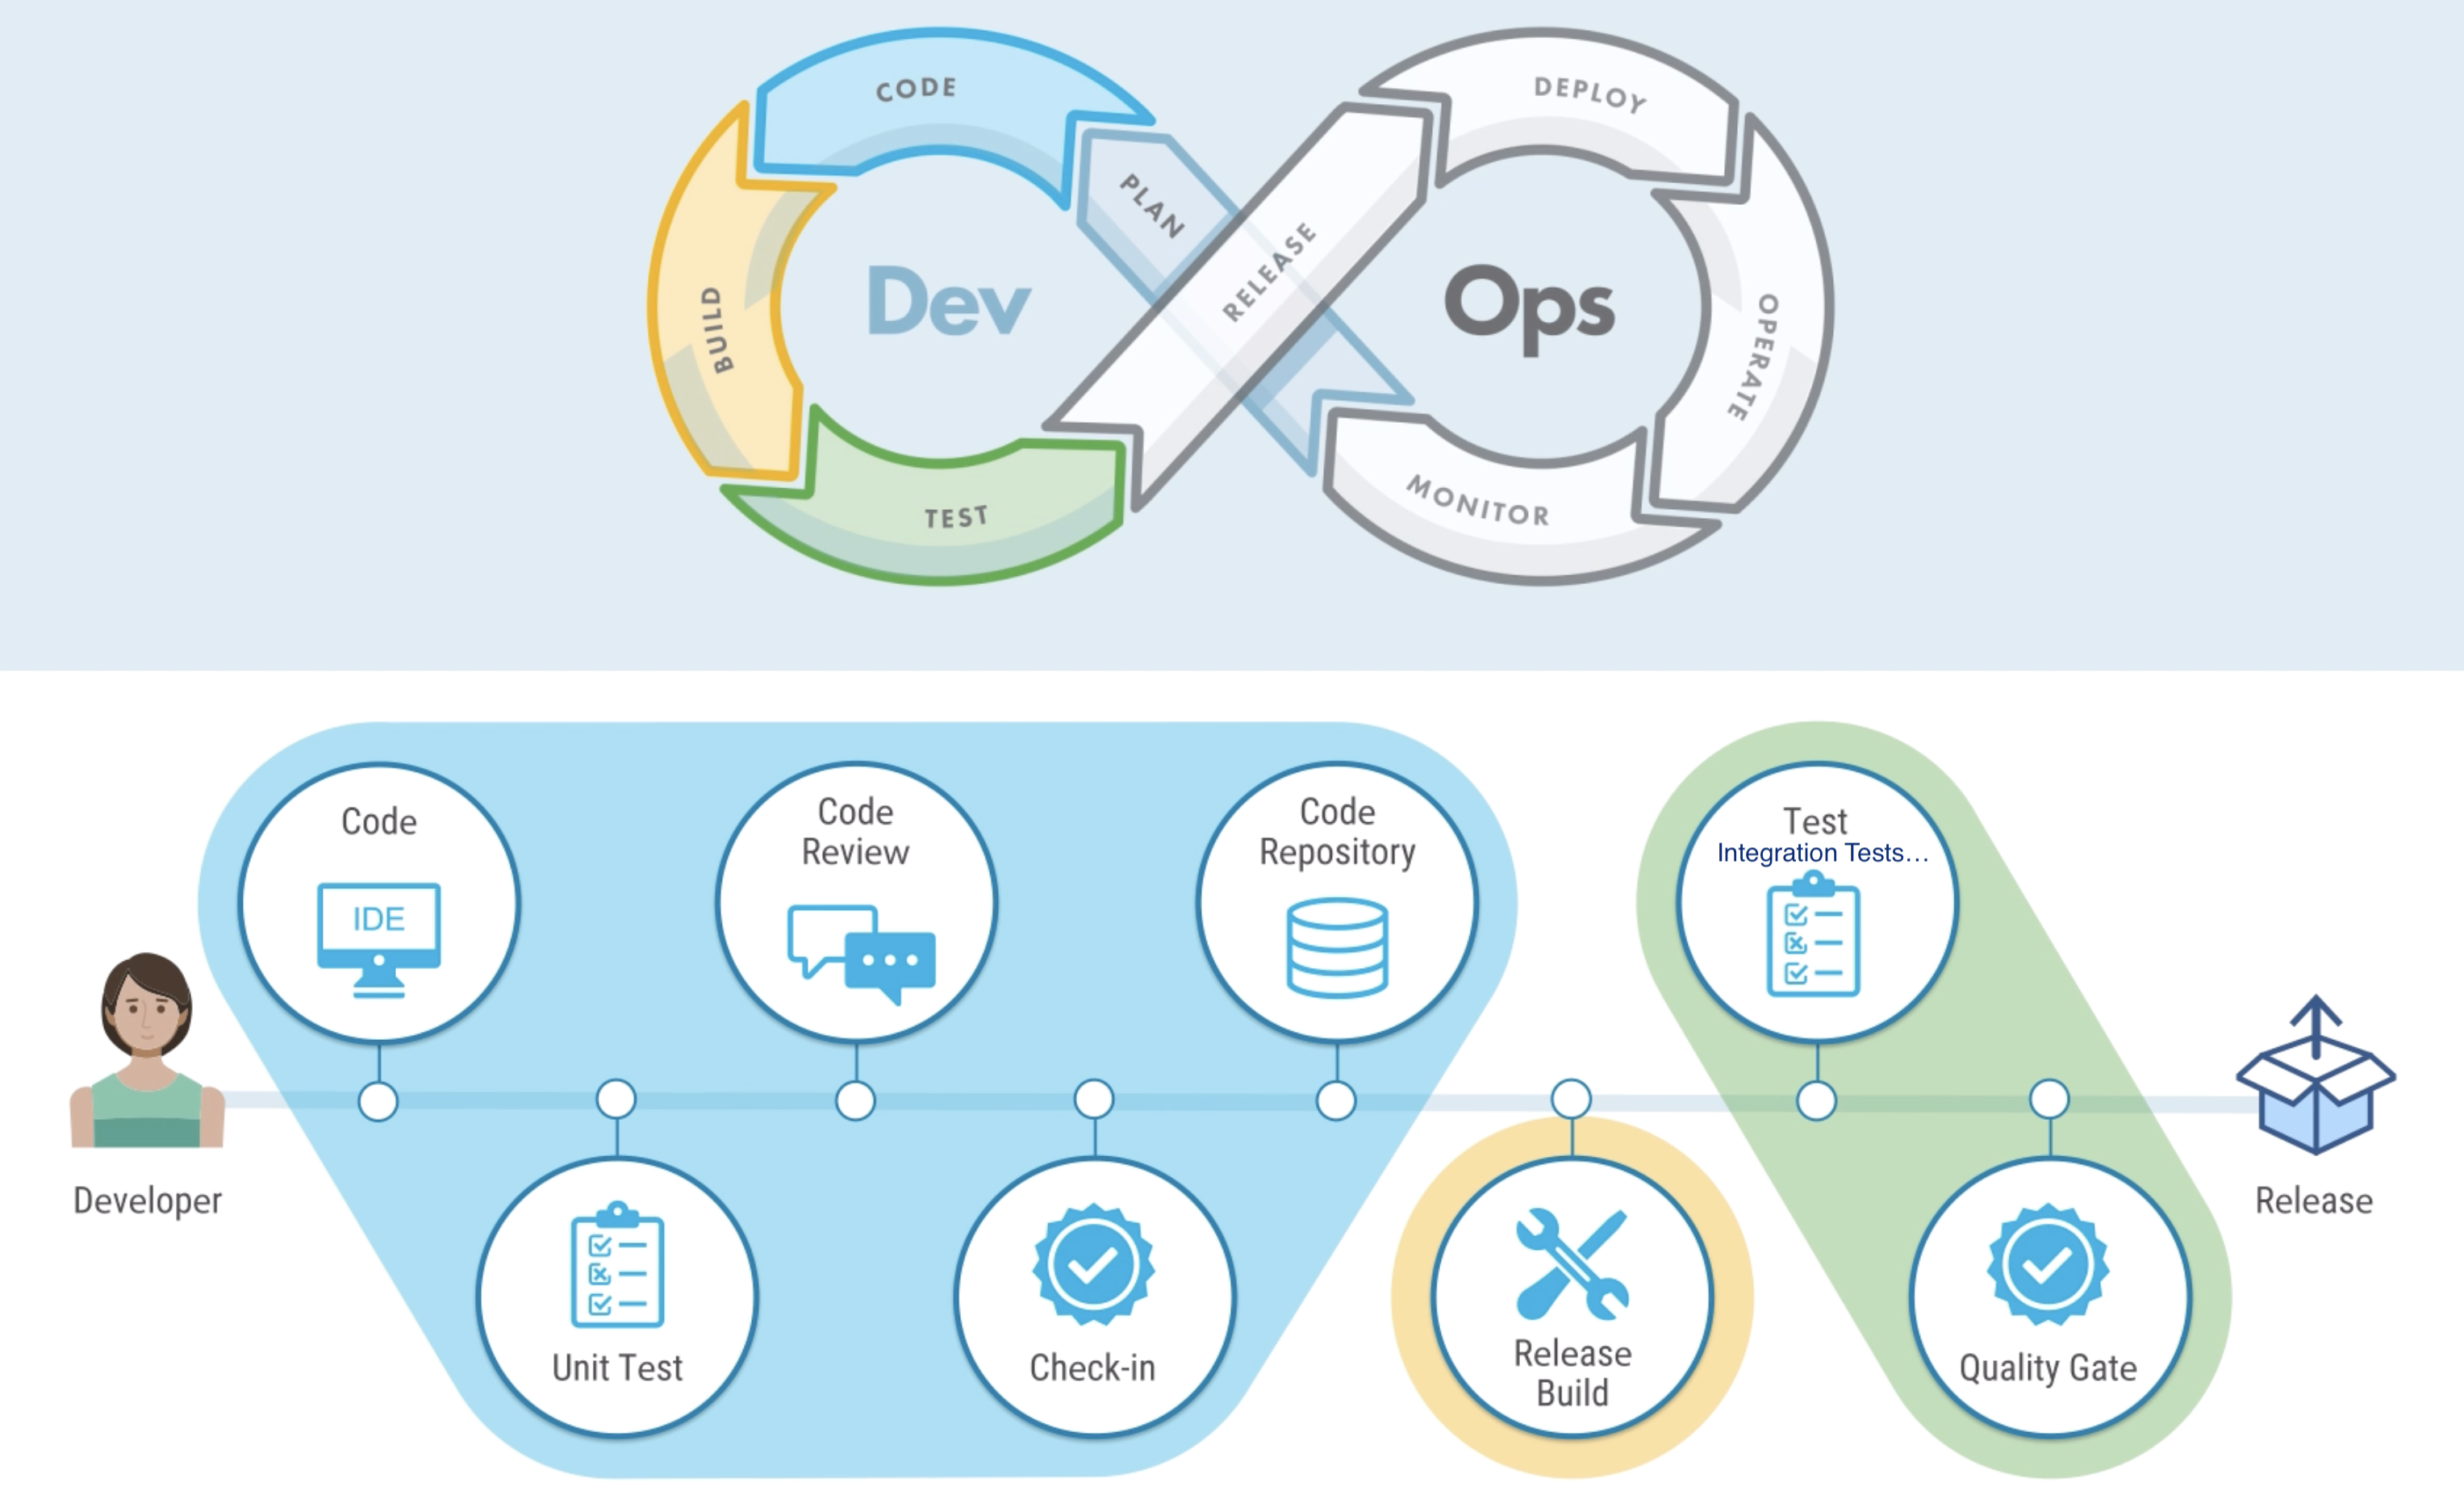 CODE
DEPLOY
PLAN
RELEASE
Dev
Ops
BUILD
OPERATE
TEST
MONITOR
Code
IDE
Code
Review
Code
Repository
Test
Integration Tests...
Developer
Release
Unit Test
Check-in
Release
Build
Quality Gate